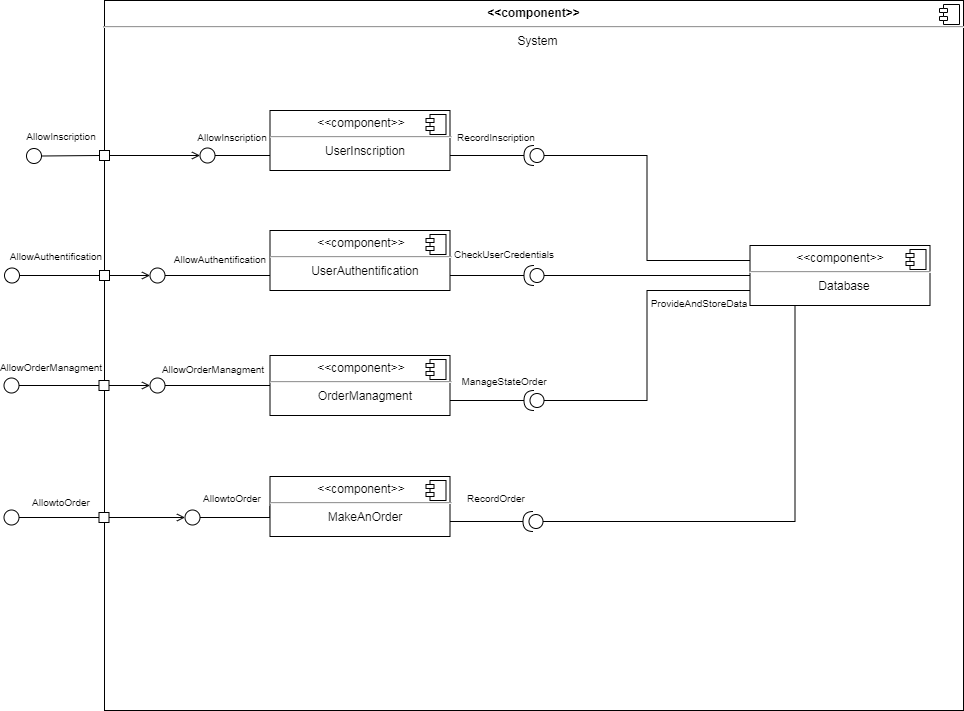 <<component>>
System
AllowInscription
AllowInscription
<<component>>
UserInscription
RecordInscription
AllowAuthentification
AllowAuthentification
<<component>>
UserAuthentification
CheckUserCredentials
<<component>>
Database
ProvideAndStoreData
AllowOrderManagment
AllowOrderManagment
<<component>>
OrderManagment
ManageStateOrder
AllowtoOrder
AllowtoOrder
<<component>>
MakeAnOrder
RecordOrder